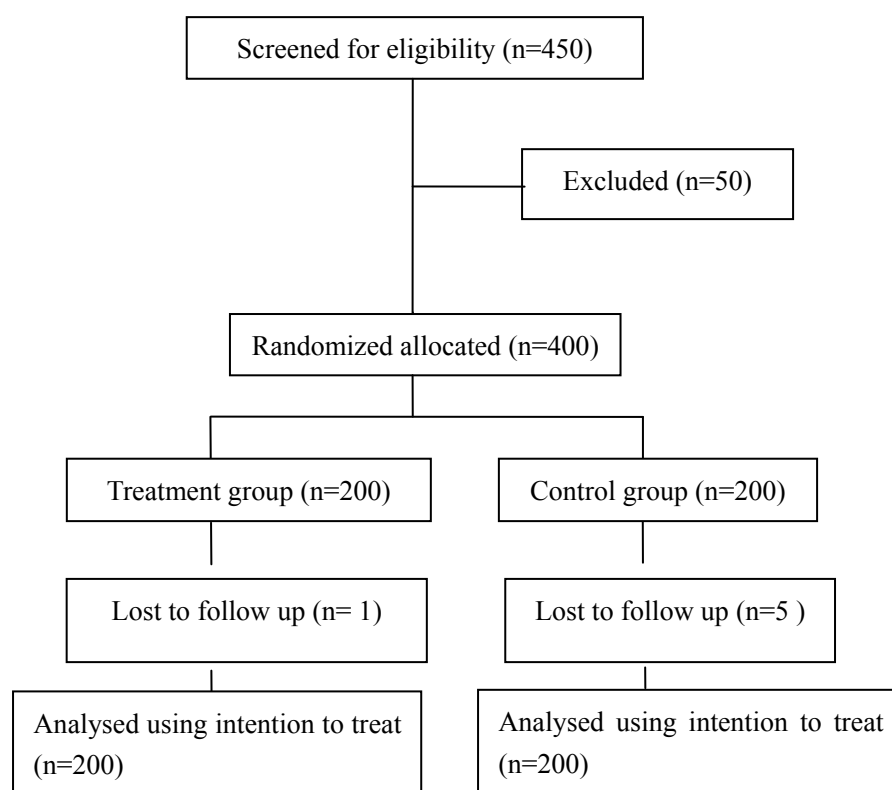 Screened for eligibility (n=450)
Excluded (n=50)
Randomized allocated (n=400)
Treatment group (n=200)
Control group (n=200)
Lost to follow up (n= 1)
Lost to follow up (n=5 )
Analysed using intention to treat
(n=200)
Analysed using intention to treat
(n=200)